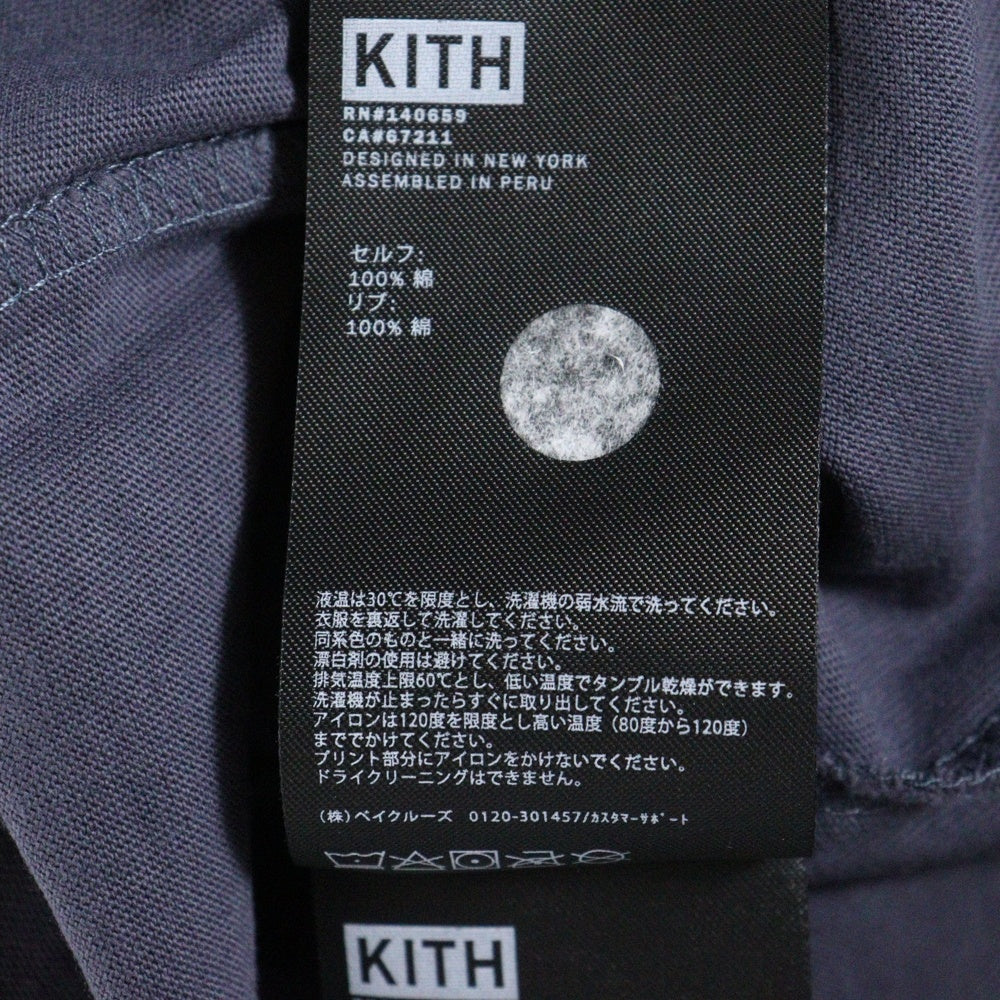 KITH
RN#140659
CA#67211
DESIGNED IN NEW YORK
ASSEMBLED IN PERU
セルフ:
100% 綿
リブ:
100% 綿
液温は30℃を限度とし、洗濯機の弱水流で洗ってください。
衣服を裏返して洗濯してください。
同系色のものと一緒に洗ってください。
漂白剤の使用は避けてください。
排気温度上限60℃とし、低い温度でタンブル乾燥ができます。
洗濯機が止まったらすぐに取り出してください。
アイロンは120度を限度とし高い温度（80度から120度）
まででかけてください。
プリント部分にアイロンをかけないでください。
ドライクリーニングはできません。
（株）ベイクルーズ 0120-301457/ｶｽﾀﾏｰｻﾎﾟｰﾄ
KITH